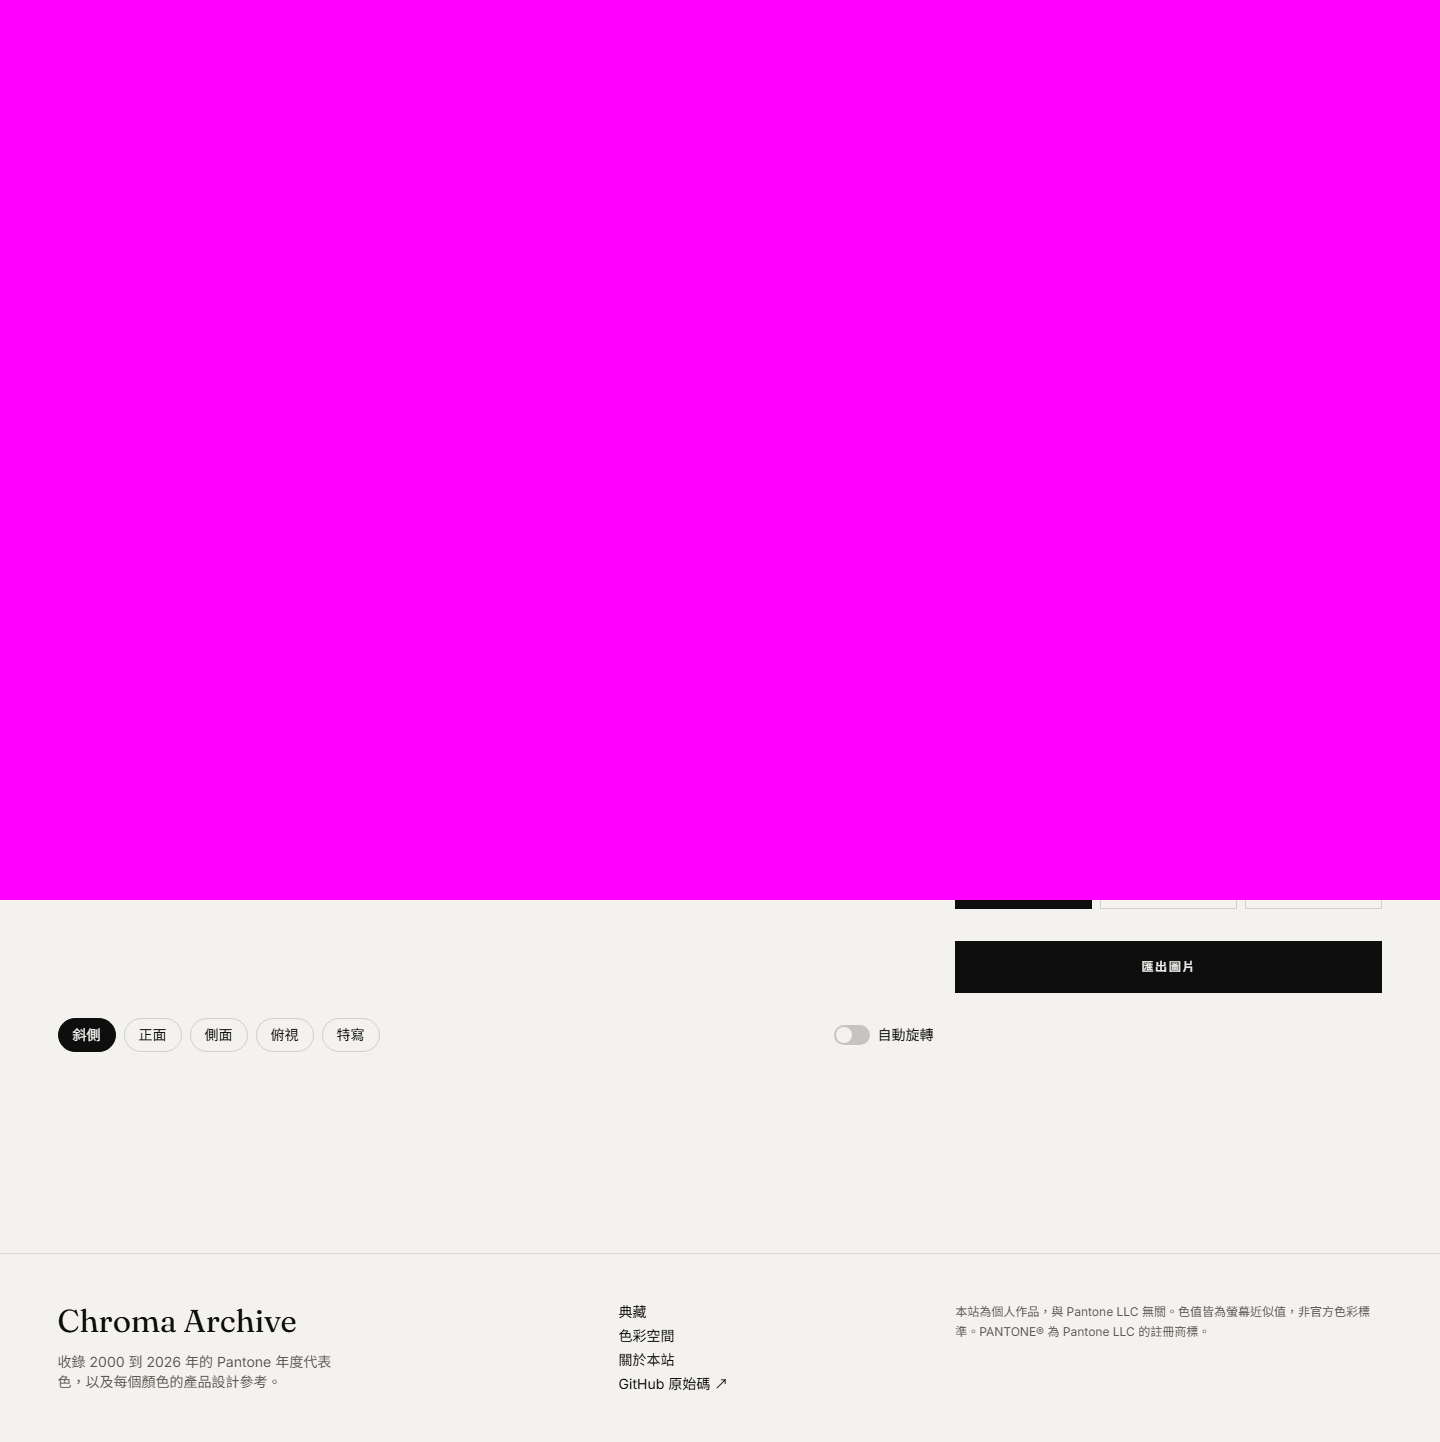 匯出圖片
斜側
正面
側面
俯視
特寫
自動旋轉
Chroma Archive
收錄 2000 到 2026 年的 Pantone 年度代表
色，以及每個顏色的產品設計參考。
典藏
色彩空間
關於本站
GitHub 原始碼 ↗
本站為個人作品，與 Pantone LLC 無關。色值皆為螢幕近似值，非官方色彩標
準。PANTONE® 為 Pantone LLC 的註冊商標。